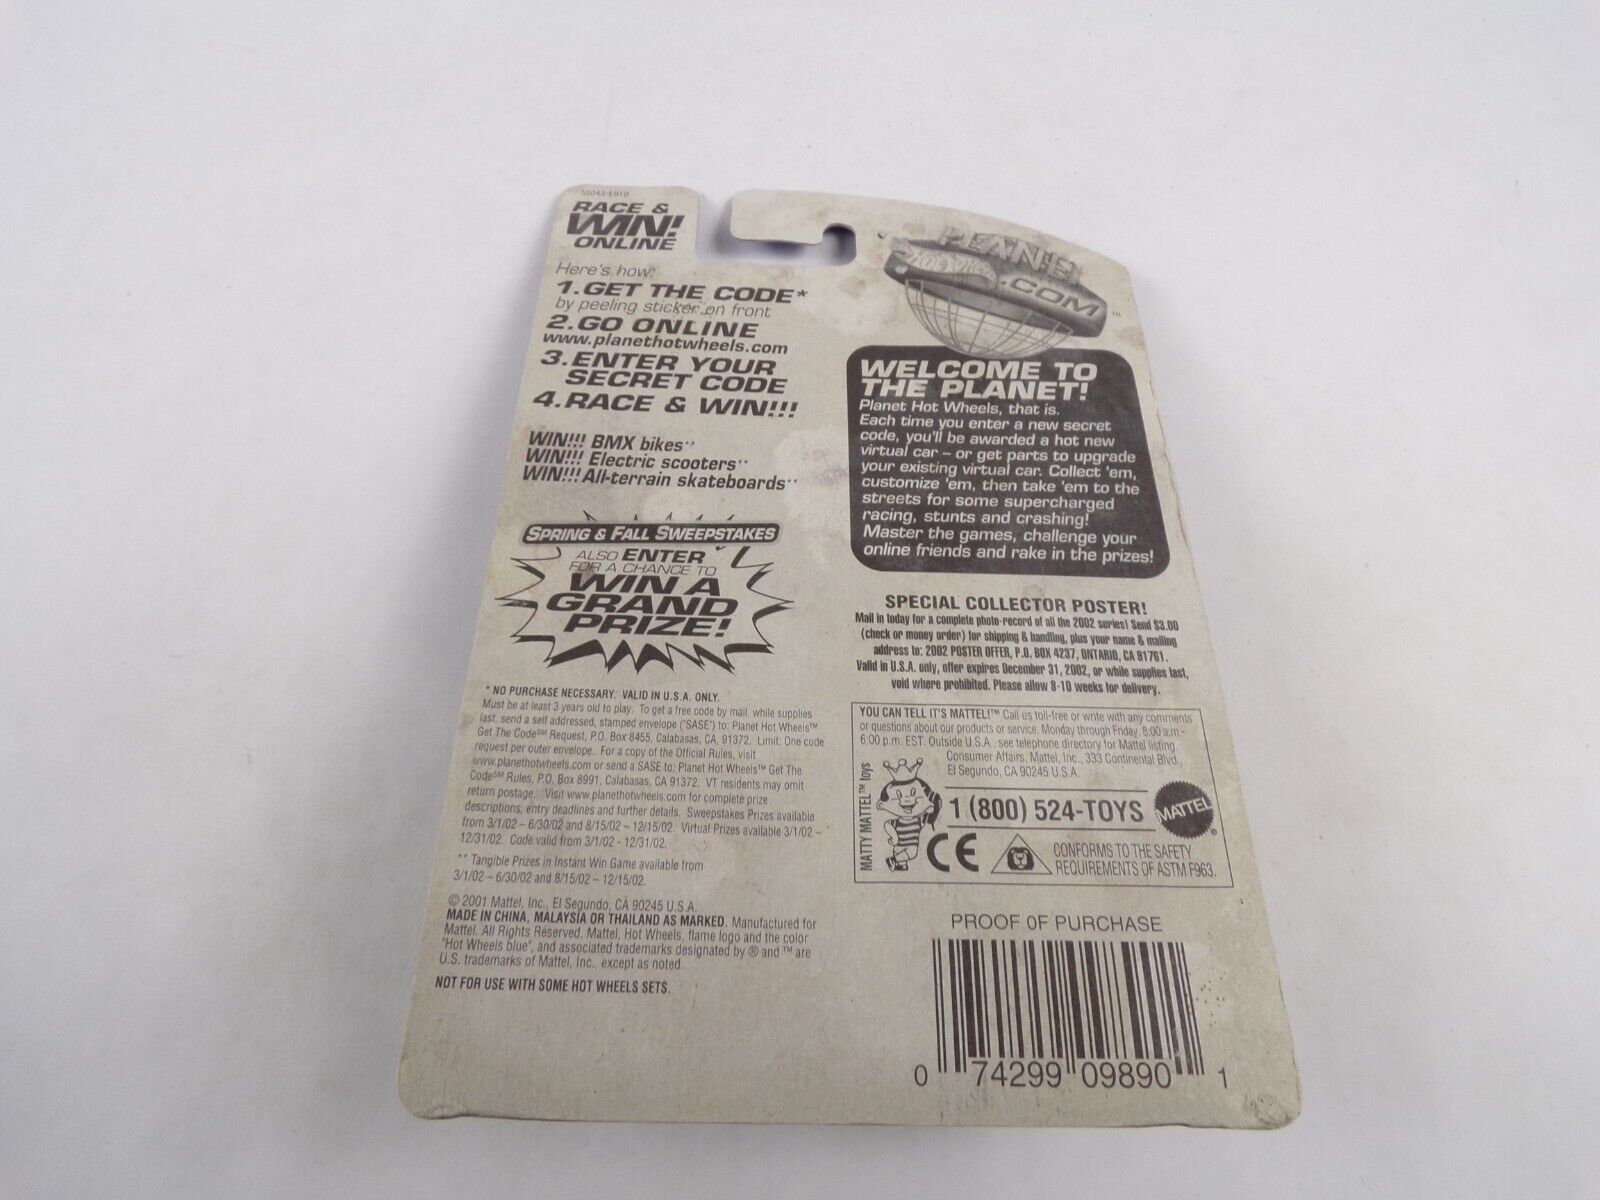 RACE &
WIN!
ONLINE
Here's how:
1.GET THE CODE*
by peeling sticker on front
2.GO ONLINE
www.planethotwheels.com
3.ENTER YOUR
SECRET CODE
4.RACE & WIN!!!
WIN!!! BMX bikes**
WIN!!! Electric scooters**
WIN!!! All-terrain skateboards**
SPRING & FALL SWEEPSTAKES
ALSO ENTER
FOR A CHANCE TO
WIN A
GRAND
PRIZE!
* NO PURCHASE NECESSARY. VALID IN U.S.A. ONLY.
Must be at least 3 years old to play. To get a free code by mail, while supplies
last, send a self addressed, stamped envelope ("SASE") to: Planet Hot Wheels™
Get The Code℠ Request, P.O. Box 8455, Calabasas, CA, 91372. Limit: One code
request per outer envelope. For a copy of the Official Rules, visit
www.planethotwheels.com or send a SASE to: Planet Hot Wheels™ Get The
Code℠ Rules, P.O. Box 8991, Calabasas, CA 91372. VT residents may omit
return postage. Visit www.planethotwheels.com for complete prize
descriptions, entry deadlines and further details. Sweepstakes Prizes available
from 3/1/02 – 6/30/02 and 8/15/02 – 12/15/02. Virtual Prizes available 3/1/02 –
12/31/02. Code valid from 3/1/02 - 12/31/02.
** Tangible Prizes in Instant Win Game available from
3/1/02 – 6/30/02 and 8/15/02 – 12/15/02.
© 2001 Mattel, Inc., El Segundo, CA 90245 U.S.A.
MADE IN CHINA, MALAYSIA OR THAILAND AS MARKED. Manufactured for
Mattel. All Rights Reserved. Mattel, Hot Wheels, flame logo and the color
"Hot Wheels blue", and associated trademarks designated by ® and ™ are
U.S. trademarks of Mattel, Inc., except as noted.
NOT FOR USE WITH SOME HOT WHEELS SETS.
PLANET
.COM™
WELCOME TO
THE PLANET!
Planet Hot Wheels, that is.
Each time you enter a new secret
code, you'll be awarded a hot new
virtual car – or get parts to upgrade
your existing virtual car. Collect 'em,
customize 'em, then take 'em to the
streets for some supercharged
racing, stunts and crashing!
Master the games, challenge your
online friends and rake in the prizes!
SPECIAL COLLECTOR POSTER!
Mail in today for a complete photo-record of all the 2002 series! Send $3.00
(check or money order) for shipping & handling, plus your name & mailing
address to: 2002 POSTER OFFER, P.O. BOX 4237, ONTARIO, CA 91761.
Valid in U.S.A. only, offer expires December 31, 2002, or while supplies last,
void where prohibited. Please allow 8-10 weeks for delivery.
YOU CAN TELL IT'S MATTEL!™ Call us toll-free or write with any comments
or questions about our products or service. Monday through Friday, 8:00 a.m.-
6:00 p.m. EST. Outside U.S.A., see telephone directory for Mattel listing.
Consumer Affairs, Mattel, Inc., 333 Continental Blvd.,
El Segundo, CA 90245 U.S.A.
MATTY MATTEL™ toys
1 (800) 524-TOYS
MATTEL®
CE
CONFORMS TO THE SAFETY
REQUIREMENTS OF ASTM F963.
PROOF OF PURCHASE
0 74299 09890 1